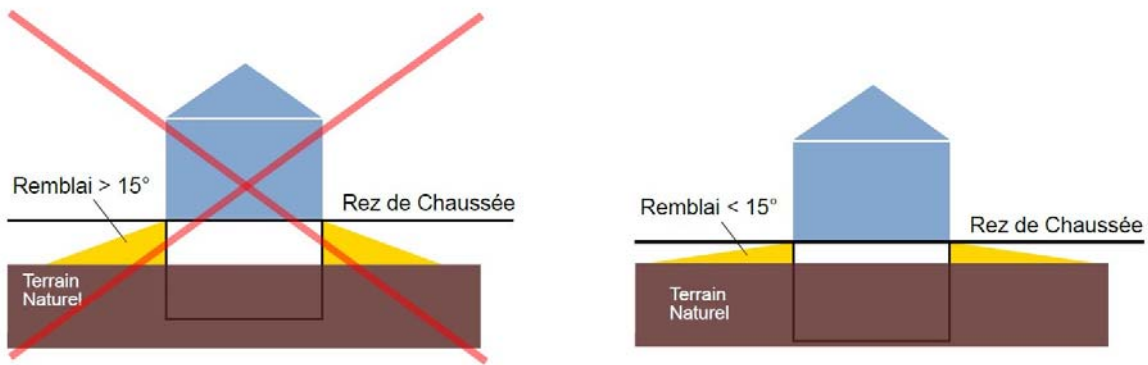 Remblai > 15°
Rez de Chaussée
Terrain
Naturel
Remblai < 15°
Rez de Chaussée
Terrain
Naturel